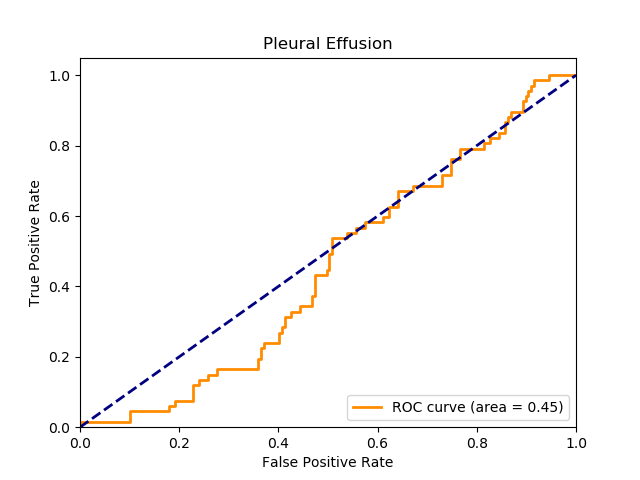 Pleural Effusion
True Positive Rate
1.0
0.8
0.6
0.4
0.2
0.0
ROC curve (area = 0.45)
0.0 0.2 0.4 0.6 0.8 1.0
False Positive Rate